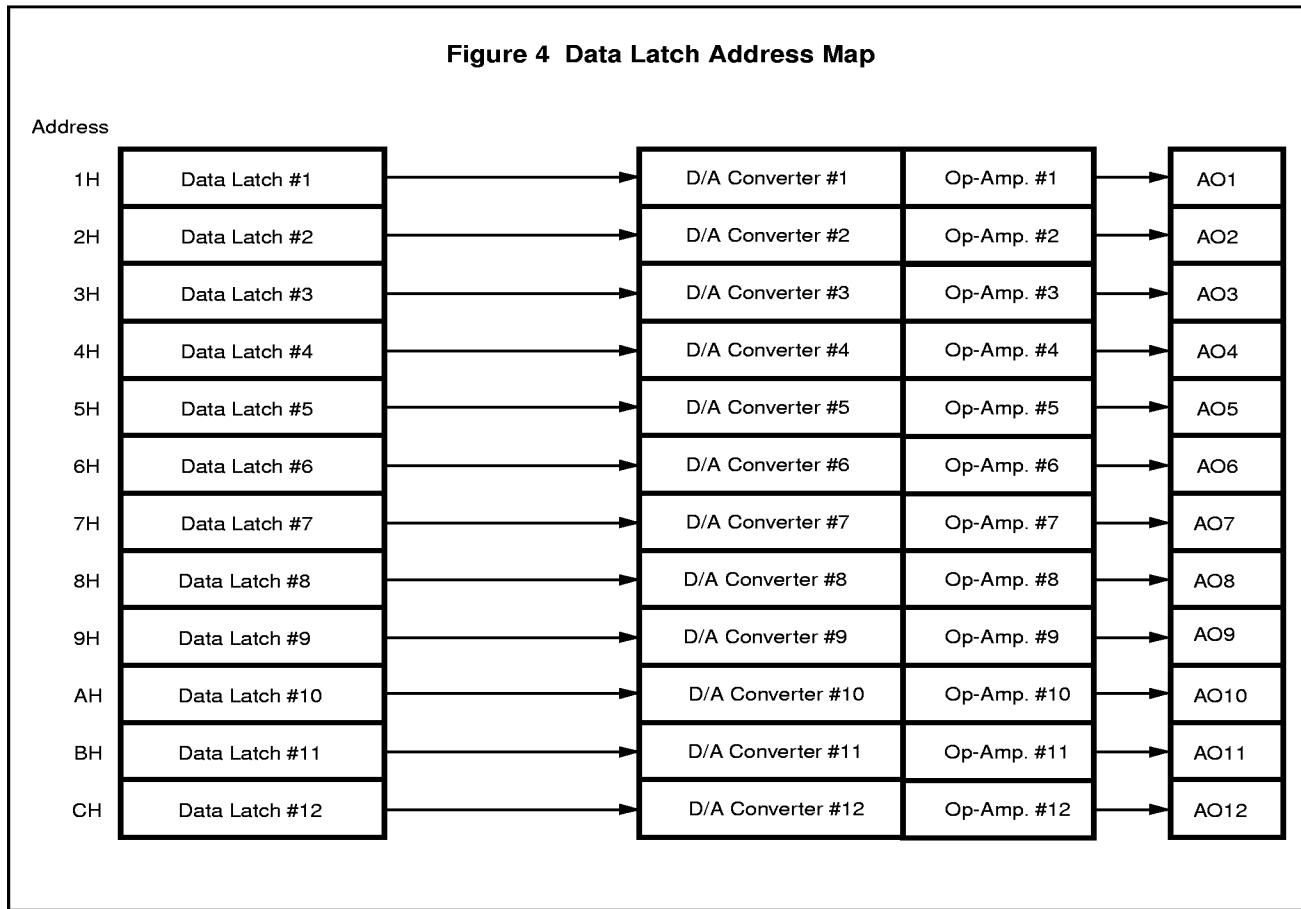 Figure 4 Data Latch Address Map
Address
1H Data Latch #1 D/A Converter #1 Op-Amp. #1 AO1
2H Data Latch #2 D/A Converter #2 Op-Amp. #2 AO2
3H Data Latch #3 D/A Converter #3 Op-Amp. #3 AO3
4H Data Latch #4 D/A Converter #4 Op-Amp. #4 AO4
5H Data Latch #5 D/A Converter #5 Op-Amp. #5 AO5
6H Data Latch #6 D/A Converter #6 Op-Amp. #6 AO6
7H Data Latch #7 D/A Converter #7 Op-Amp. #7 AO7
8H Data Latch #8 D/A Converter #8 Op-Amp. #8 AO8
9H Data Latch #9 D/A Converter #9 Op-Amp. #9 AO9
AH Data Latch #10 D/A Converter #10 Op-Amp. #10 AO10
BH Data Latch #11 D/A Converter #11 Op-Amp. #11 AO11
CH Data Latch #12 D/A Converter #12 Op-Amp. #12 AO12